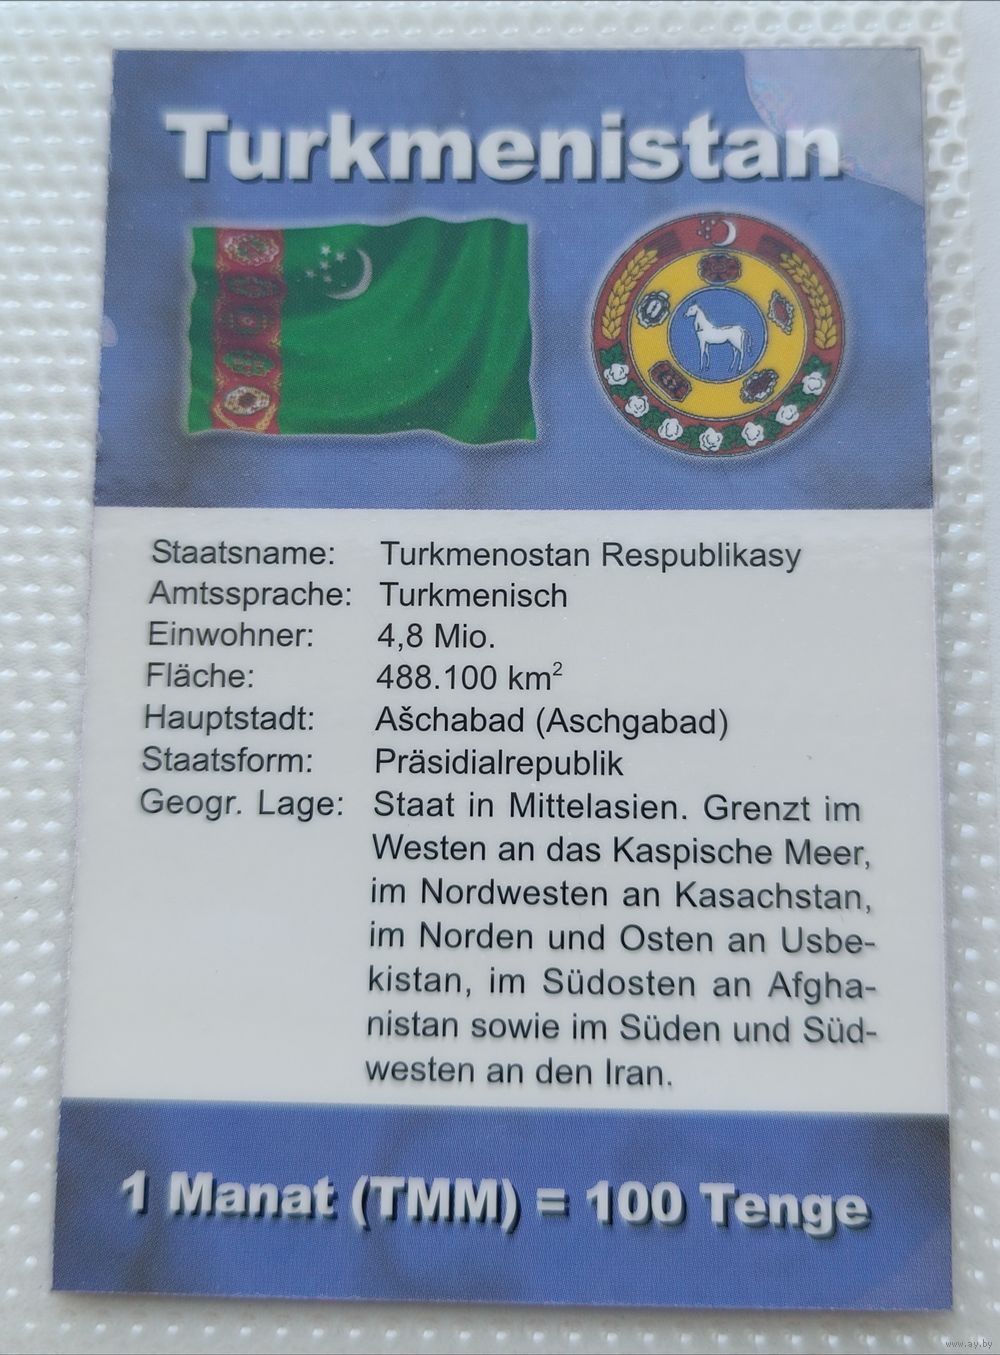 Turkmenistan
Staatsname: Turkmenostan Respublikasy
Amtssprache: Turkmenisch
Einwohner: 4,8 Mio.
Fläche: 488.100 km²
Hauptstadt: Ašchabad (Aschgabad)
Staatsform: Präsidialrepublik
Geogr. Lage: Staat in Mittelasien. Grenzt im
Westen an das Kaspische Meer,
im Nordwesten an Kasachstan,
im Norden und Osten an Usbe-
kistan, im Südosten an Afgha-
nistan sowie im Süden und Süd-
westen an den Iran.
1 Manat (TMM) = 100 Tenge
www.ay.by